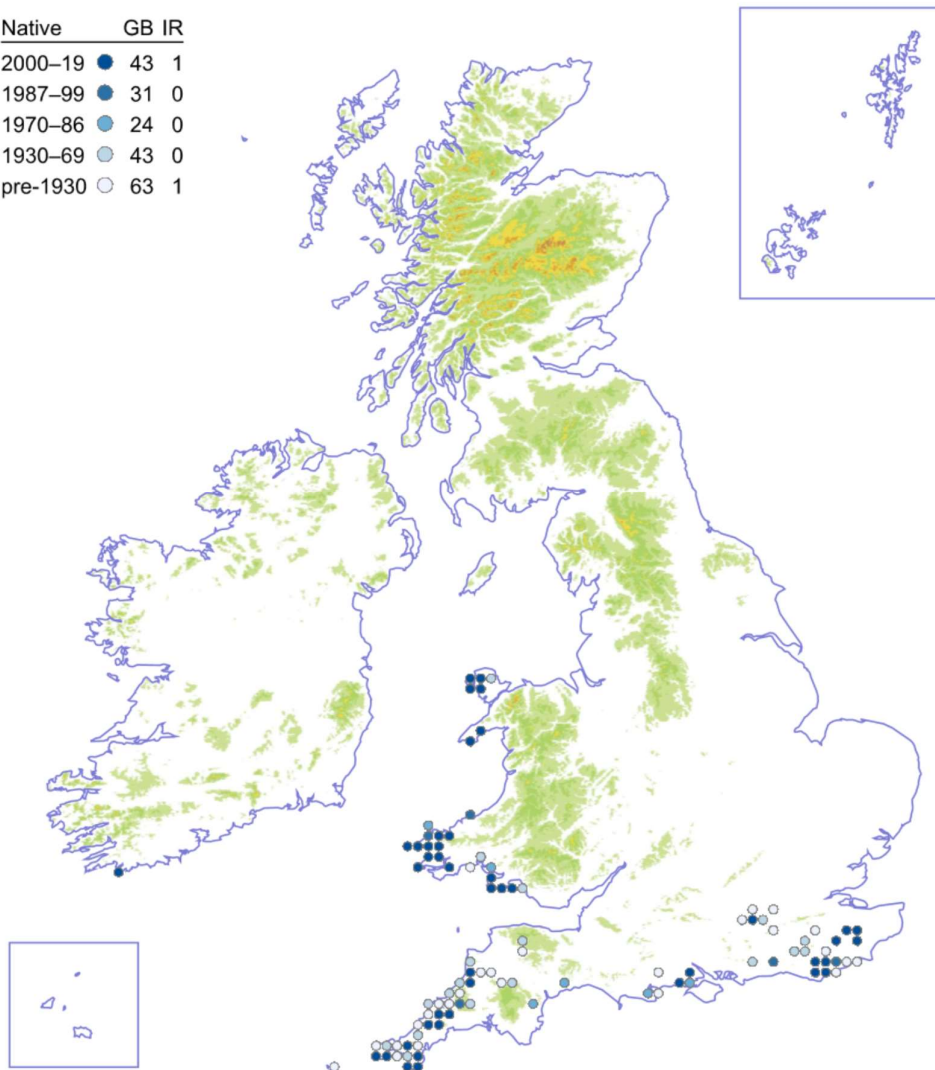 Native GB IR
2000–19 43 1
1987–99 31 0
1970–86 24 0
1930–69 43 0
pre-1930 63 1